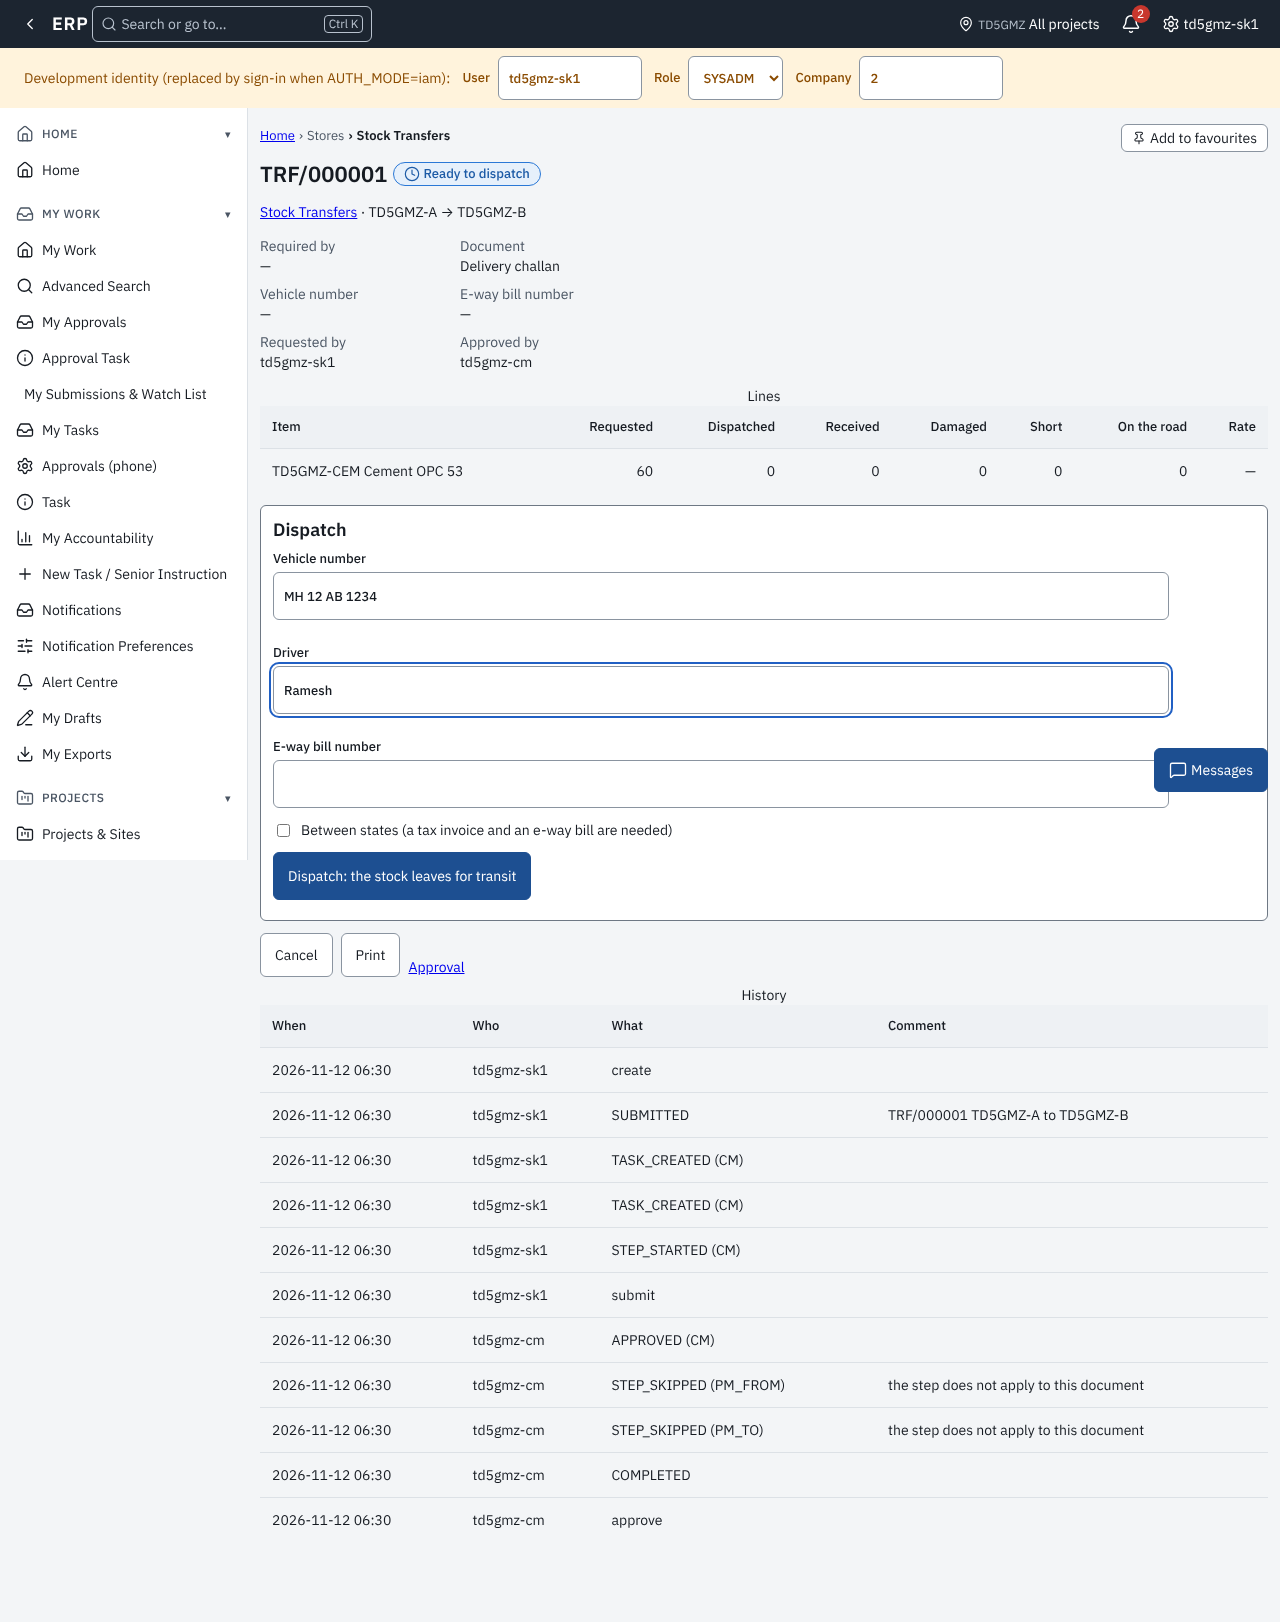 ERP
Search or go to... Ctrl K
TD5GMZ All projects
2
td5gmz-sk1
Development identity (replaced by sign-in when AUTH_MODE=iam): User td5gmz-sk1 Role SYSADM Company 2
HOME
Home
MY WORK
My Work
Advanced Search
My Approvals
Approval Task
My Submissions & Watch List
My Tasks
Approvals (phone)
Task
My Accountability
New Task / Senior Instruction
Notifications
Notification Preferences
Alert Centre
My Drafts
My Exports
PROJECTS
Projects & Sites
Home › Stores › Stock Transfers
Add to favourites
TRF/000001 Ready to dispatch
Stock Transfers · TD5GMZ-A → TD5GMZ-B
Required by Document
— Delivery challan
Vehicle number E-way bill number
— —
Requested by Approved by
td5gmz-sk1 td5gmz-cm
Lines
Item Requested Dispatched Received Damaged Short On the road Rate
TD5GMZ-CEM Cement OPC 53 60 0 0 0 0 0 —
Dispatch
Vehicle number
MH 12 AB 1234
Driver
Ramesh
E-way bill number
Messages
Between states (a tax invoice and an e-way bill are needed)
Dispatch: the stock leaves for transit
Cancel Print Approval
History
When Who What Comment
2026-11-12 06:30 td5gmz-sk1 create
2026-11-12 06:30 td5gmz-sk1 SUBMITTED TRF/000001 TD5GMZ-A to TD5GMZ-B
2026-11-12 06:30 td5gmz-sk1 TASK_CREATED (CM)
2026-11-12 06:30 td5gmz-sk1 TASK_CREATED (CM)
2026-11-12 06:30 td5gmz-sk1 STEP_STARTED (CM)
2026-11-12 06:30 td5gmz-sk1 submit
2026-11-12 06:30 td5gmz-cm APPROVED (CM)
2026-11-12 06:30 td5gmz-cm STEP_SKIPPED (PM_FROM) the step does not apply to this document
2026-11-12 06:30 td5gmz-cm STEP_SKIPPED (PM_TO) the step does not apply to this document
2026-11-12 06:30 td5gmz-cm COMPLETED
2026-11-12 06:30 td5gmz-cm approve